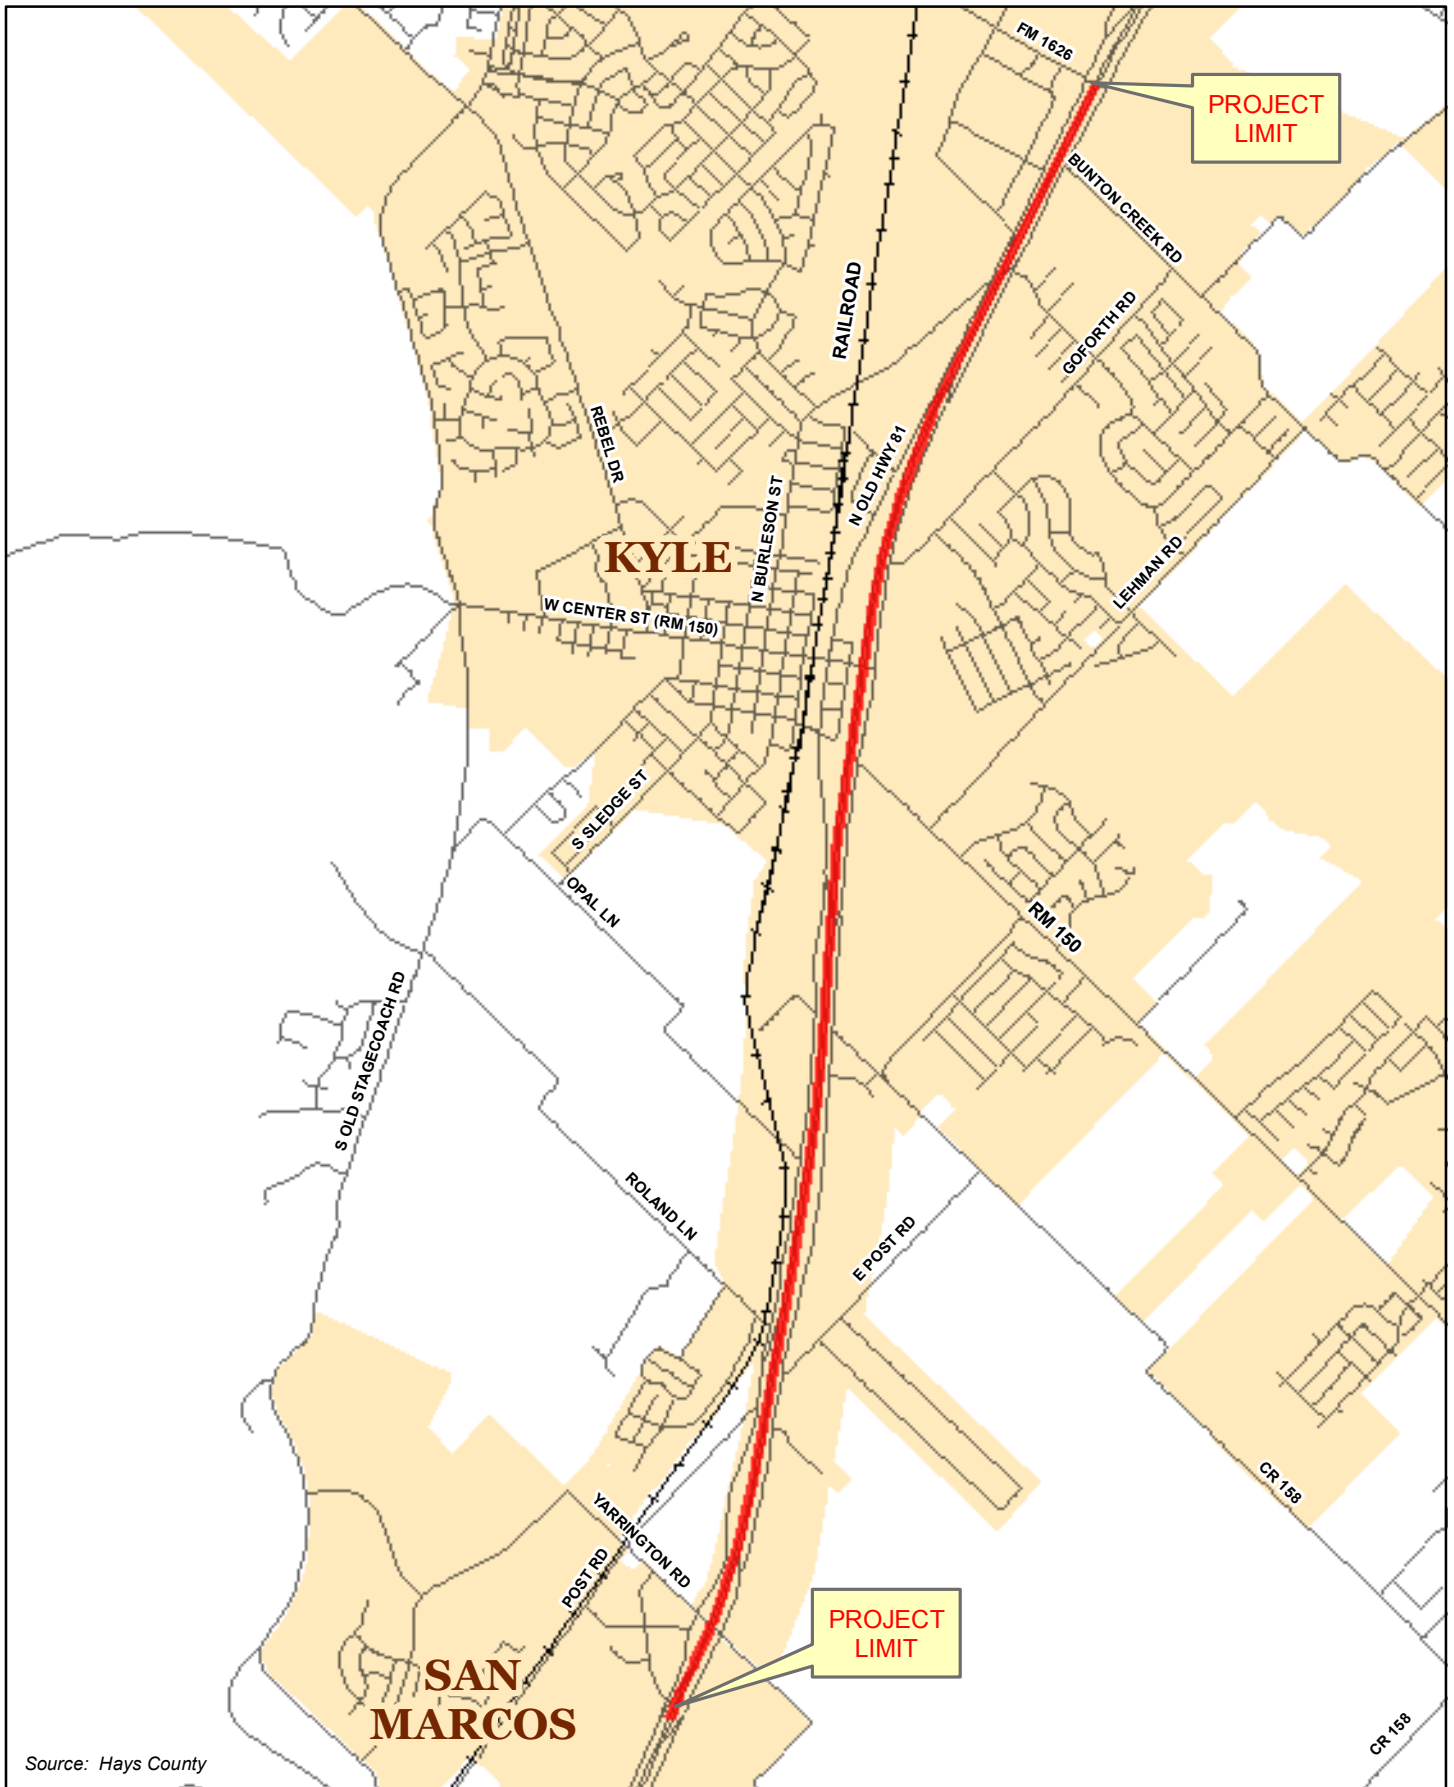 FM 1626
PROJECT
LIMIT
BUNTON CREEK RD
RAILROAD
GOFORTH RD
REBEL DR
N OLD HWY 81
N BURLESON ST
KYLE
LEHMAN RD
W CENTER ST (RM 150)
S SLEDGE ST
OPAL LN
RM 150
S OLD STAGECOACH RD
ROLAND LN
E POST RD
CR 158
YARRINGTON RD
POST RD
PROJECT
LIMIT
SAN
MARCOS
CR 158
Source: Hays County